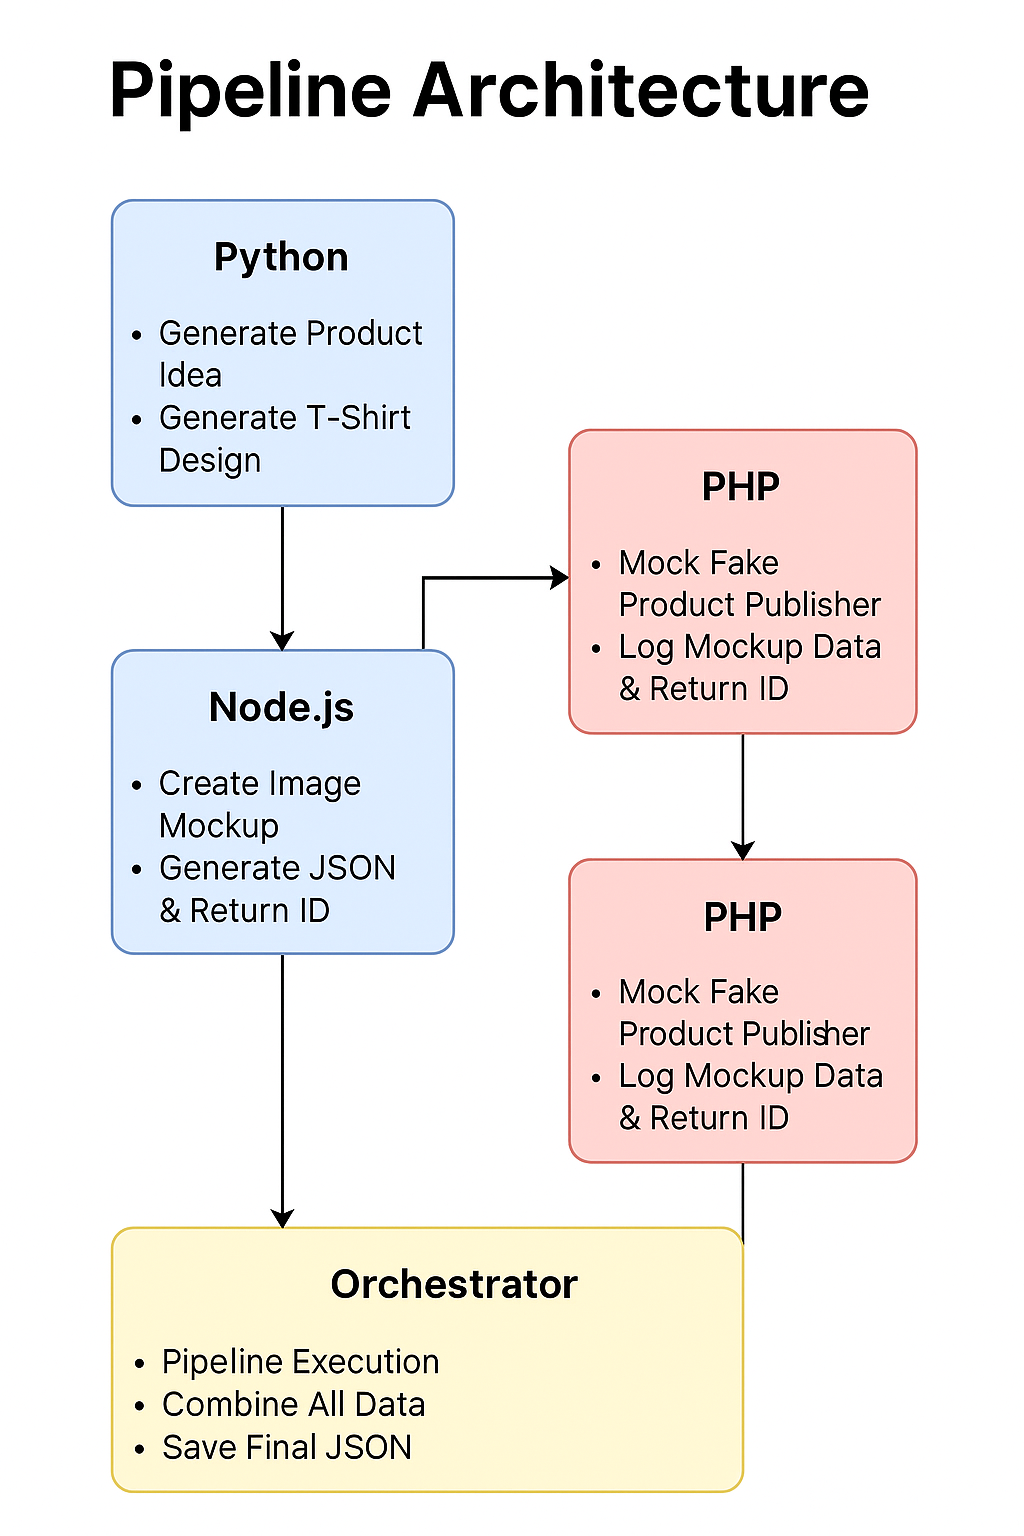 Pipeline Architecture
Python
• Generate Product
Idea
• Generate T-Shirt
Design
PHP
• Mock Fake
Product Publisher
• Log Mockup Data
& Return ID
Node.js
• Create Image
Mockup
• Generate JSON
& Return ID
PHP
• Mock Fake
Product Publisher
• Log Mockup Data
& Return ID
Orchestrator
• Pipeline Execution
• Combine All Data
• Save Final JSON